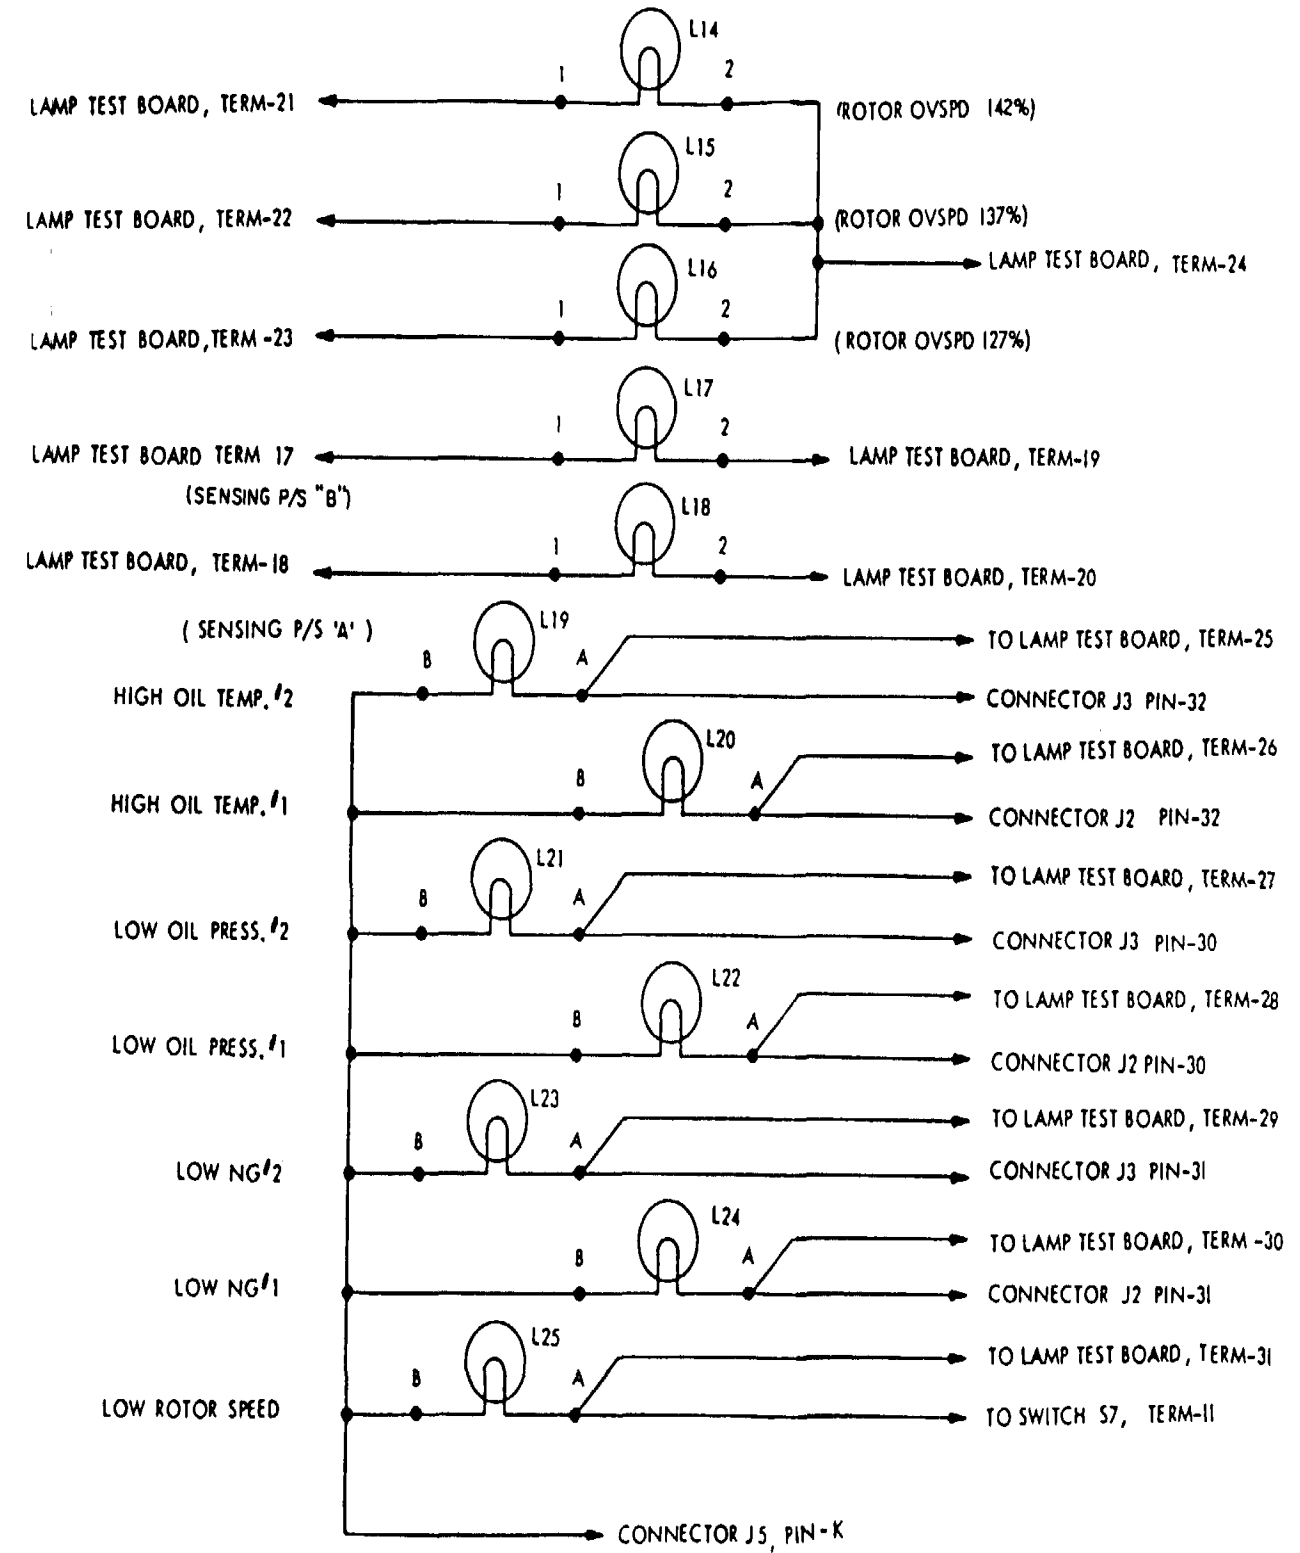 L14
1 2
LAMP TEST BOARD, TERM-21
(ROTOR OVSPD 142%)
L15
1 2
LAMP TEST BOARD, TERM-22
(ROTOR OVSPD 137%)
LAMP TEST BOARD, TERM-24
L16
1 2
LAMP TEST BOARD, TERM -23
( ROTOR OVSPD 127%)
L17
1 2
LAMP TEST BOARD TERM 17
LAMP TEST BOARD, TERM-19
(SENSING P/S "B")
L18
1 2
LAMP TEST BOARD, TERM-18
LAMP TEST BOARD, TERM-20
( SENSING P/S 'A' )
L19
B A
TO LAMP TEST BOARD, TERM-25
HIGH OIL TEMP. #2
CONNECTOR J3 PIN-32
L20
B A
TO LAMP TEST BOARD, TERM-26
HIGH OIL TEMP. #1
CONNECTOR J2 PIN-32
L21
B A
TO LAMP TEST BOARD, TERM-27
LOW OIL PRESS. #2
CONNECTOR J3 PIN-30
L22
B A
TO LAMP TEST BOARD, TERM-28
LOW OIL PRESS. #1
CONNECTOR J2 PIN-30
L23
B A
TO LAMP TEST BOARD, TERM-29
LOW NG #2
CONNECTOR J3 PIN-31
L24
B A
TO LAMP TEST BOARD, TERM -30
LOW NG #1
CONNECTOR J2 PIN-31
L25
B A
TO LAMP TEST BOARD, TERM-31
LOW ROTOR SPEED
TO SWITCH S7, TERM-11
CONNECTOR J5, PIN-K